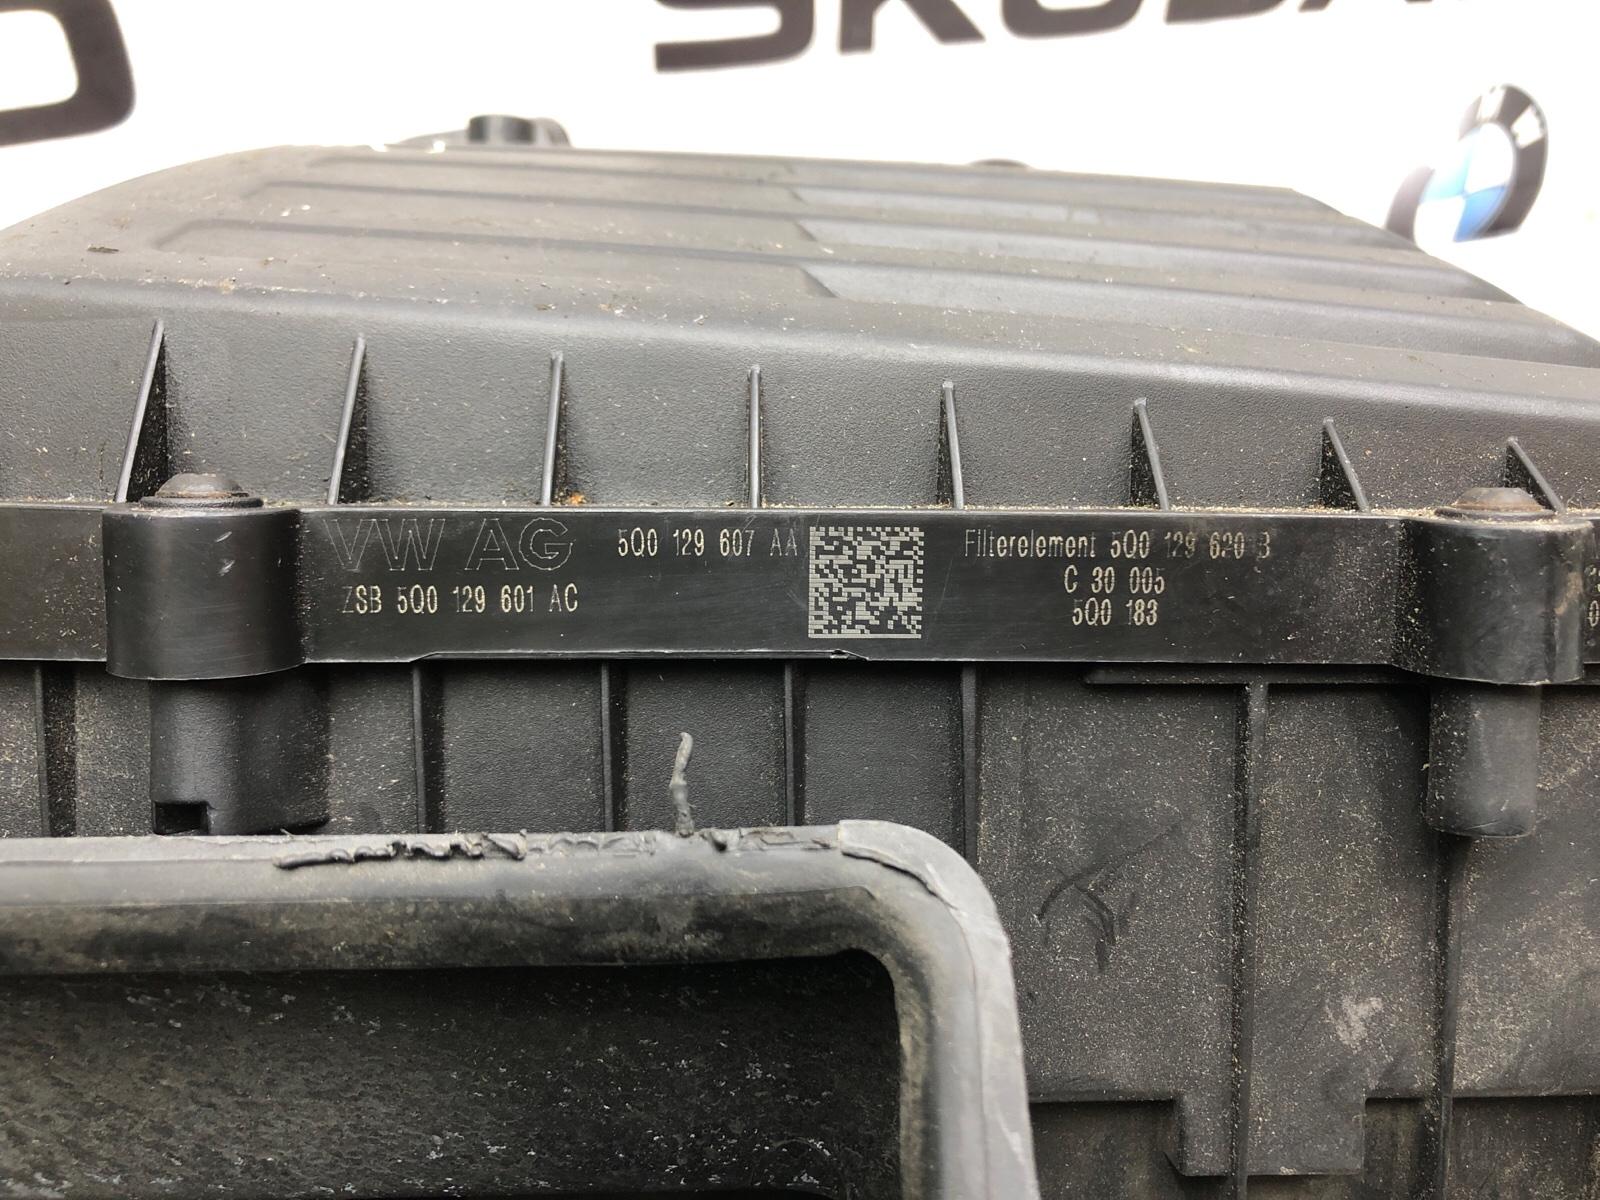 SKODA
VW AG
ZSB 5Q0 129 601 AC
5Q0 129 607 AA
Filterelement 5Q0 129 620 B
C 30 005
5Q0 183